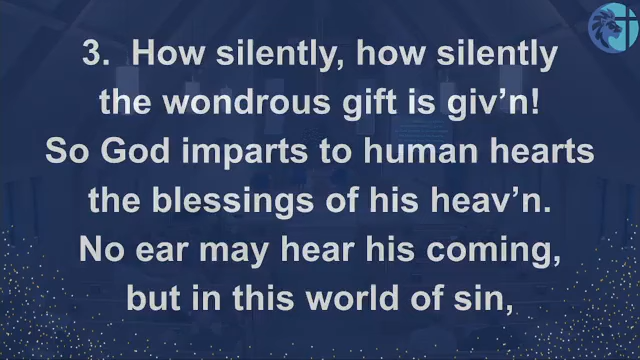 3. How silently, how silently
the wondrous gift is giv’n!
So God imparts to human hearts
the blessings of his heav’n.
No ear may hear his coming,
but in this world of sin,